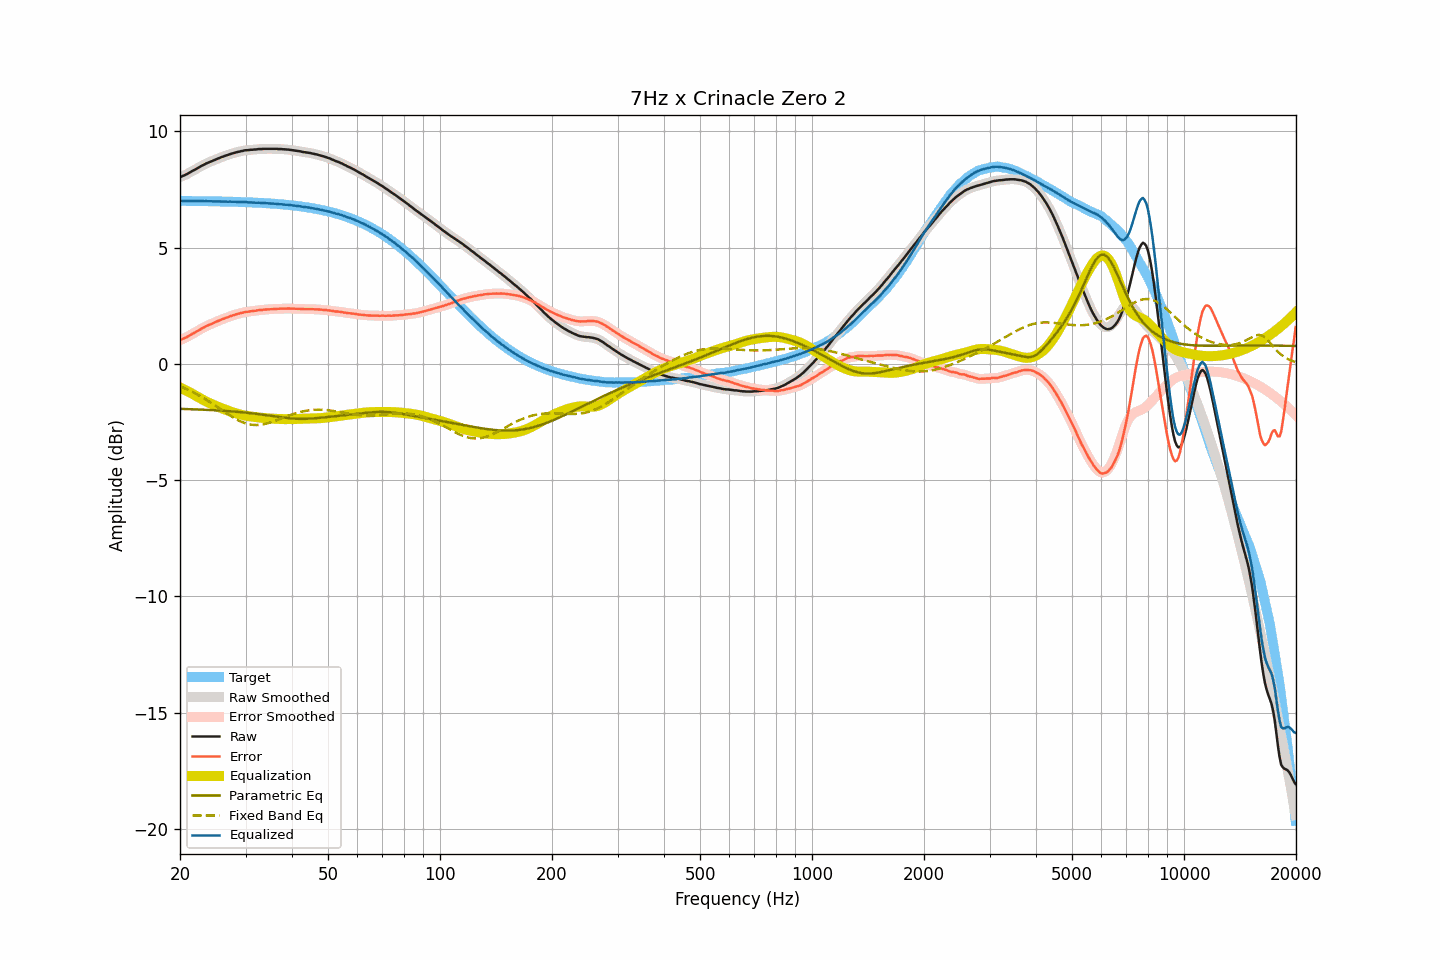 7Hz x Crinacle Zero 2
10
5
0
−5
−10
−15
−20
Amplitude (dBr)
Target
Raw Smoothed
Error Smoothed
Raw
Error
Equalization
Parametric Eq
Fixed Band Eq
Equalized
20 50 100 200 500 1000 2000 5000 10000 20000
Frequency (Hz)